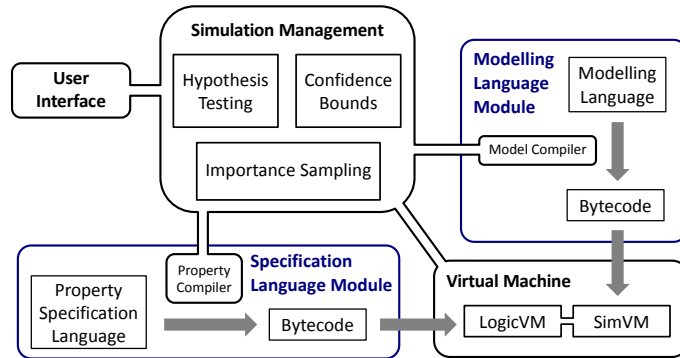 Simulation Management
User
Interface
Hypothesis
Testing
Confidence
Bounds
Importance Sampling
Modelling
Language
Module
Modelling
Language
Model Compiler
Bytecode
Property
Compiler
Specification
Language Module
Property
Specification
Language
Bytecode
Virtual Machine
LogicVM
SimVM